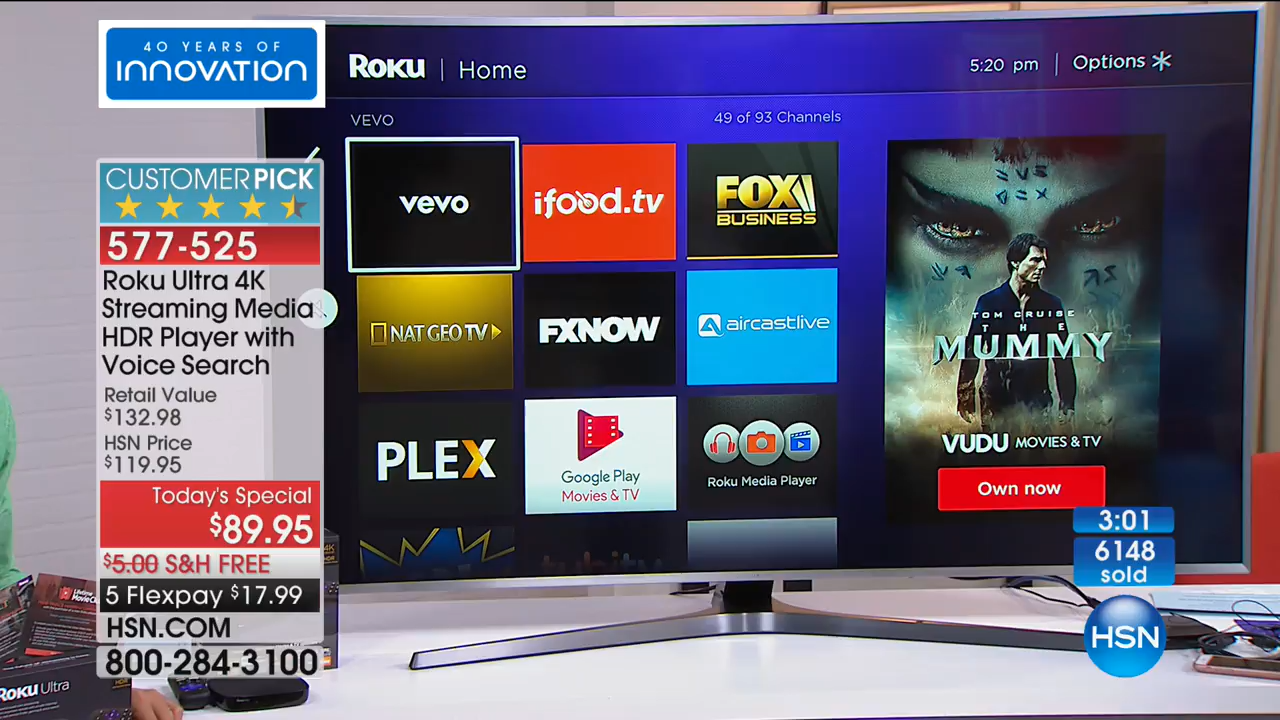 40 YEARS OF
INNOVATION
CUSTOMER PICK
577-525
Roku Ultra 4K
Streaming Media
HDR Player with
Voice Search
Retail Value
$132.98
HSN Price
$119.95
Today's Special
$89.95
$5.00 S&H FREE
5 Flexpay $17.99
HSN.COM
800-284-3100
ROKU | Home
5:20 pm | Options
VEVO
49 of 93 Channels
vevo
ifood.tv
FOX
BUSINESS
NAT GEO TV
FXNOW
aircastlive
PLEX
Google Play
Movies & TV
Roku Media Player
TOM CRUISE
THE
MUMMY
VUDU MOVIES & TV
Own now
3:01
6148
sold
HSN
ROKU Ultra